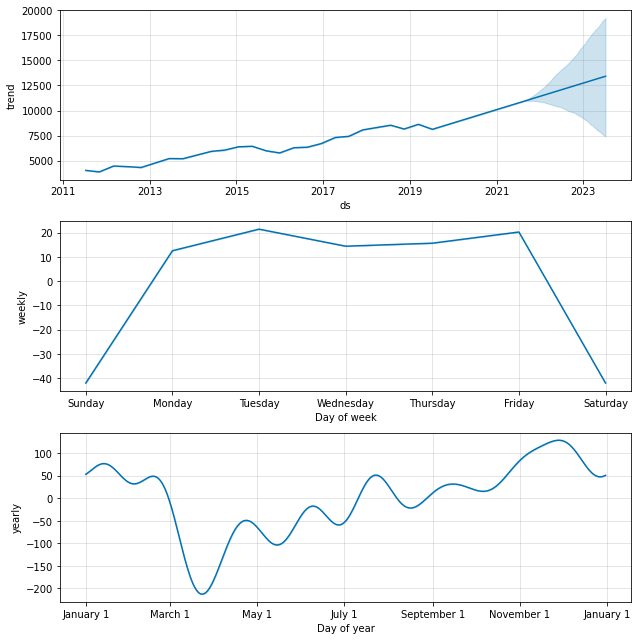 20000
17500
15000
12500
10000
7500
5000
trend
2011 2013 2015 2017 2019 2021 2023
ds
20
10
0
−10
−20
−30
−40
weekly
Sunday Monday Tuesday Wednesday Thursday Friday Saturday
Day of week
100
50
0
−50
−100
−150
−200
yearly
January 1 March 1 May 1 July 1 September 1 November 1 January 1
Day of year